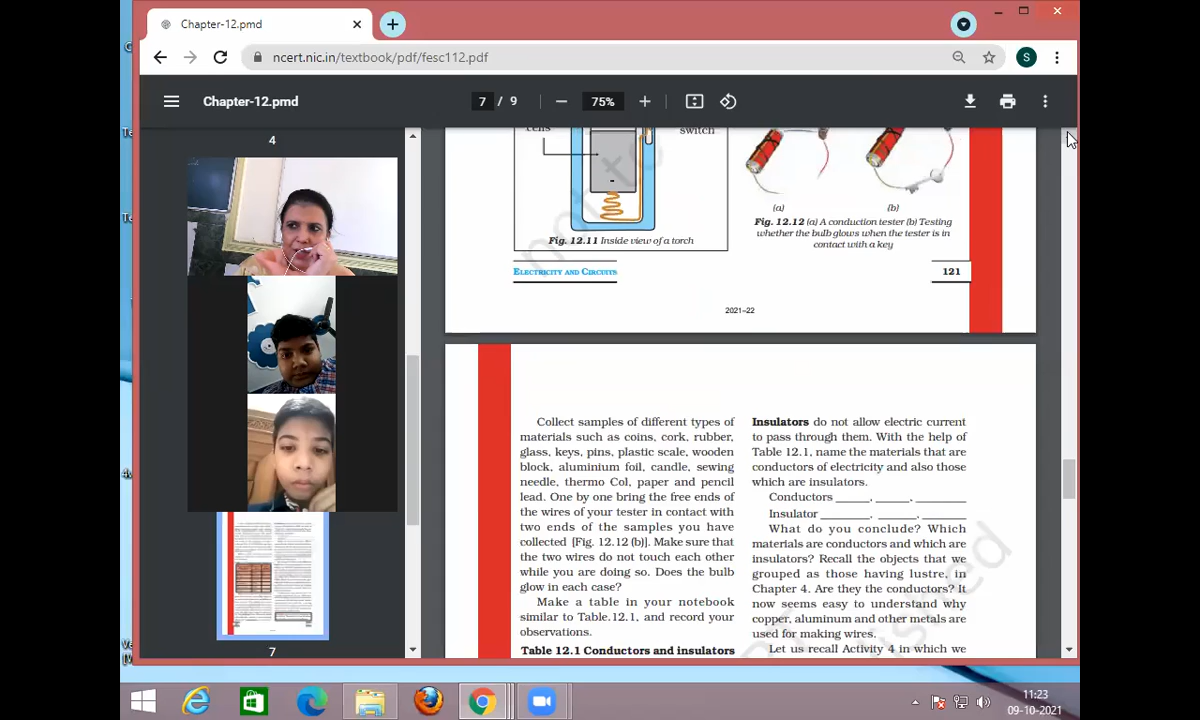 Chapter-12.pmd
ncert.nic.in/textbook/pdf/fesc112.pdf
S
Chapter-12.pmd
7 / 9
75%
4
7
cells
switch
Fig. 12.11 Inside view of a torch
(a)
(b)
Fig. 12.12 (a) A conduction tester (b) Testing
whether the bulb glows when the tester is in
contact with a key
ELECTRICITY AND CIRCUITS
121
2021–22
Collect samples of different types of
materials such as coins, cork, rubber,
glass, keys, pins, plastic scale, wooden
block, aluminium foil, candle, sewing
needle, thermo Col, paper and pencil
lead. One by one bring the free ends of
the wires of your tester in contact with
two ends of the samples you have
collected [Fig. 12.12 (b)]. Make sure that
the two wires do not touch each other
while you are doing so. Does the bulb
glow in each case?
Make a table in your notebook
similar to Table.12.1, and record your
observations.
Table 12.1 Conductors and insulators
Insulators do not allow electric current
to pass through them. With the help of
Table 12.1, name the materials that are
conductors of electricity and also those
which are insulators.
Conductors _____, _____, ________
Insulator ________, _____, _______
What do you conclude? Which
materials are conductors and which are
insulators? Recall the objects that we
grouped as those having lustre, in
Chapter 4. Are they the conductors? It
now seems easy to understand why
copper, aluminum and other metals are
used for making wires.
Let us recall Activity 4 in which we
11:23
09-10-2021